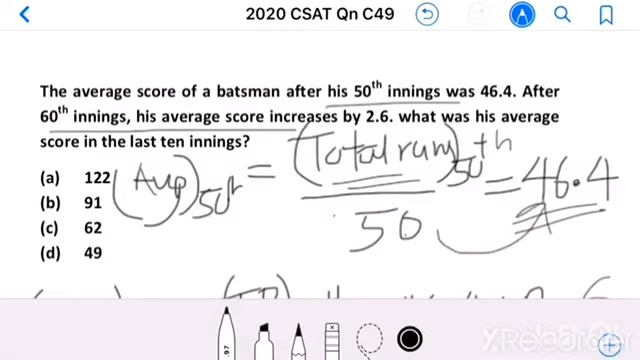 2020 CSAT Qn C49
The average score of a batsman after his 50th innings was 46.4. After
60th innings, his average score increases by 2.6. what was his average
score in the last ten innings?
(a) 122
(b) 91
(c) 62
(d) 49
(Avg)50th = (Total runs)50th / 50 = 46.4
.97
XRecorder